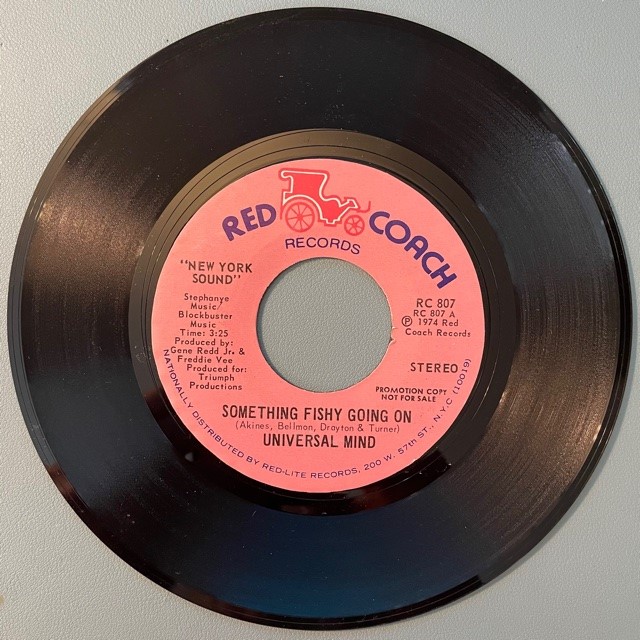 RED COACH
RECORDS
"NEW YORK
SOUND"
Stephanye
Music/
Blockbuster
Music
Time: 3:25
Produced by:
Gene Redd Jr. &
Freddie Vee
Produced for:
Triumph
Productions
RC 807
RC 807 A
Ⓟ 1974 Red
Coach Records
STEREO
PROMOTION COPY
NOT FOR SALE
SOMETHING FISHY GOING ON
(Akines, Bellman, Drayton & Turner)
UNIVERSAL MIND
NATIONALLY DISTRIBUTED BY RED-LITE RECORDS, 200 W. 57th ST., N.Y.C (10019)